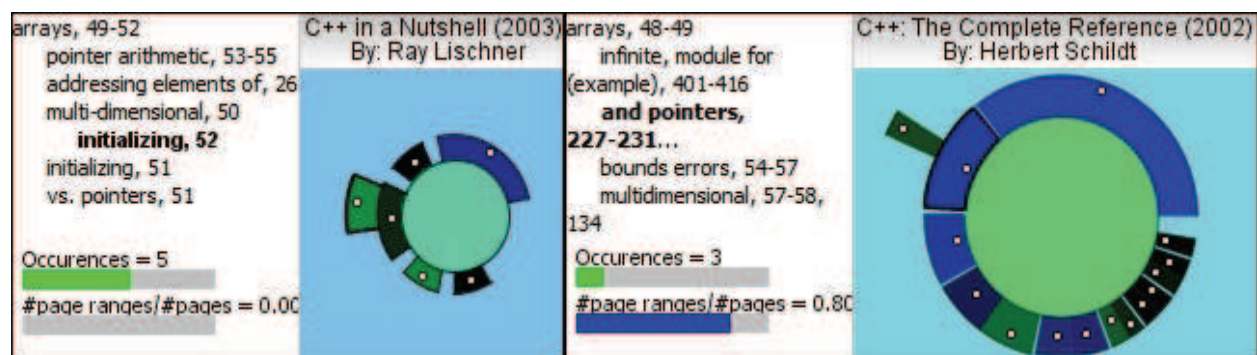 arrays, 49-52
pointer arithmetic, 53-55
addressing elements of, 26
multi-dimensional, 50
initializing, 52
initializing, 51
vs. pointers, 51
Occurences = 5
#page ranges/#pages = 0.00
C++ in a Nutshell (2003)
By: Ray Lischner
arrays, 48-49
infinite, module for
(example), 401-416
and pointers,
227-231...
bounds errors, 54-57
multidimensional, 57-58,
134
Occurences = 3
#page ranges/#pages = 0.80
C++: The Complete Reference (2002)
By: Herbert Schildt